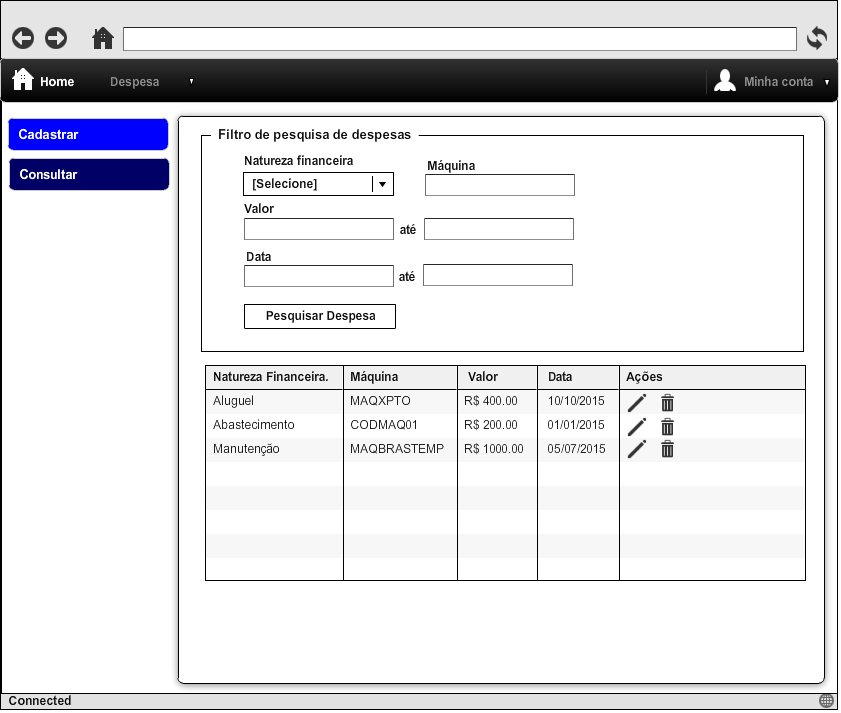 Home Despesa Minha conta
Cadastrar
Consultar
Filtro de pesquisa de despesas
Natureza financeira Máquina
[Selecione]
Valor
até
Data
até
Pesquisar Despesa
Natureza Financeira. Máquina Valor Data Ações
Aluguel MAQXPTO R$ 400.00 10/10/2015
Abastecimento CODMAQ01 R$ 200.00 01/01/2015
Manutenção MAQBRASTEMP R$ 1000.00 05/07/2015
Connected